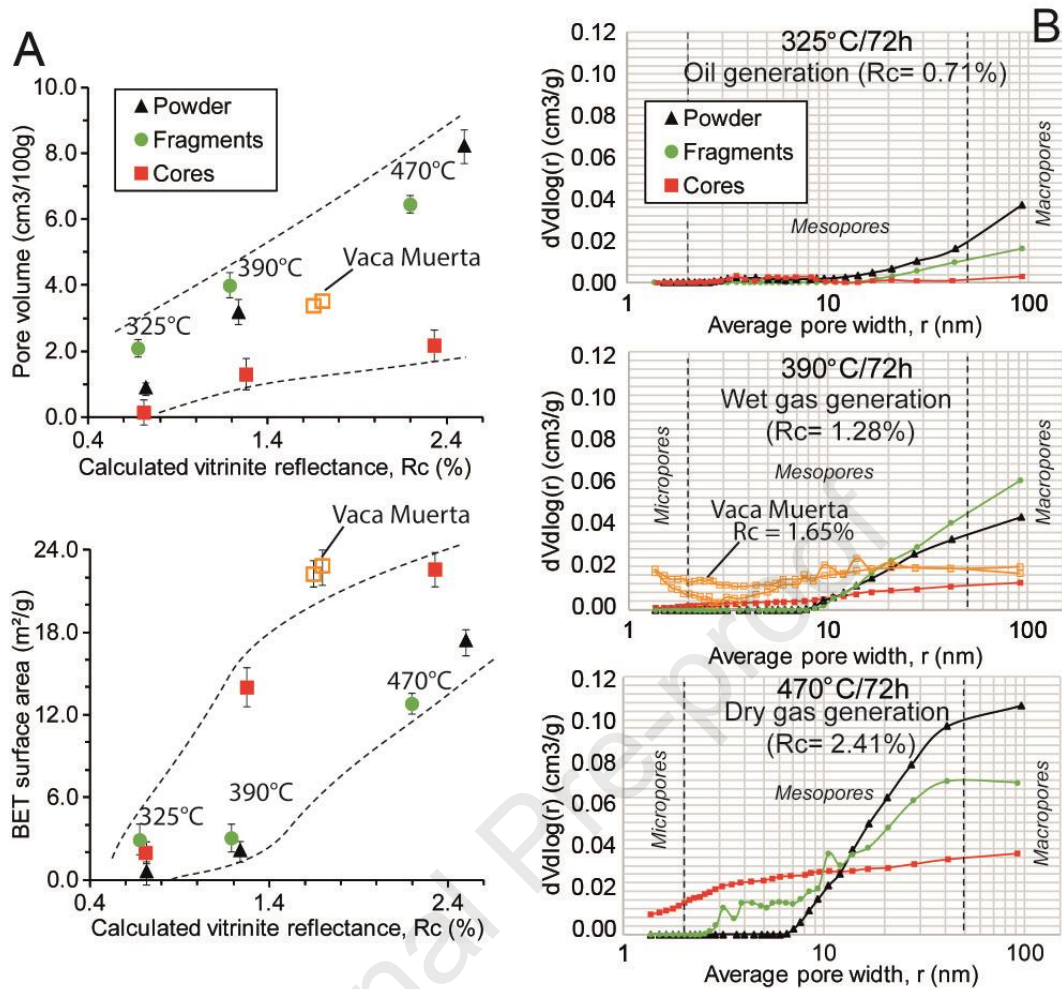 A
10.0
8.0
6.0
4.0
2.0
0.0
Pore volume (cm3/100g)
Powder
Fragments
Cores
470°C
390°C
Vaca Muerta
325°C
0.4
1.4
2.4
Calculated vitrinite reflectance, Rc (%)
Vaca Muerta
24.0
18.0
12.0
6.0
0.0
BET surface area (m²/g)
470°C
390°C
325°C
0.4
1.4
2.4
Calculated vitrinite reflectance, Rc (%)
B
0.12
0.10
0.08
0.06
0.04
0.02
0.00
dVdlog(r) (cm3/g)
325°C/72h
Oil generation (Rc= 0.71%)
Powder
Fragments
Cores
Mesopores
Macropores
1
10
100
Average pore width, r (nm)
0.12
0.10
0.08
0.06
0.04
0.02
0.00
dVdlog(r) (cm3/g)
390°C/72h
Wet gas generation
(Rc= 1.28%)
Micropores
Mesopores
Macropores
Vaca Muerta
Rc = 1.65%
1
10
100
Average pore width, r (nm)
0.12
0.10
0.08
0.06
0.04
0.02
0.00
dVdlog(r) (cm3/g)
470°C/72h
Dry gas generation
(Rc= 2.41%)
Micropores
Mesopores
Macropores
1
10
100
Average pore width, r (nm)
nal Pre-proof